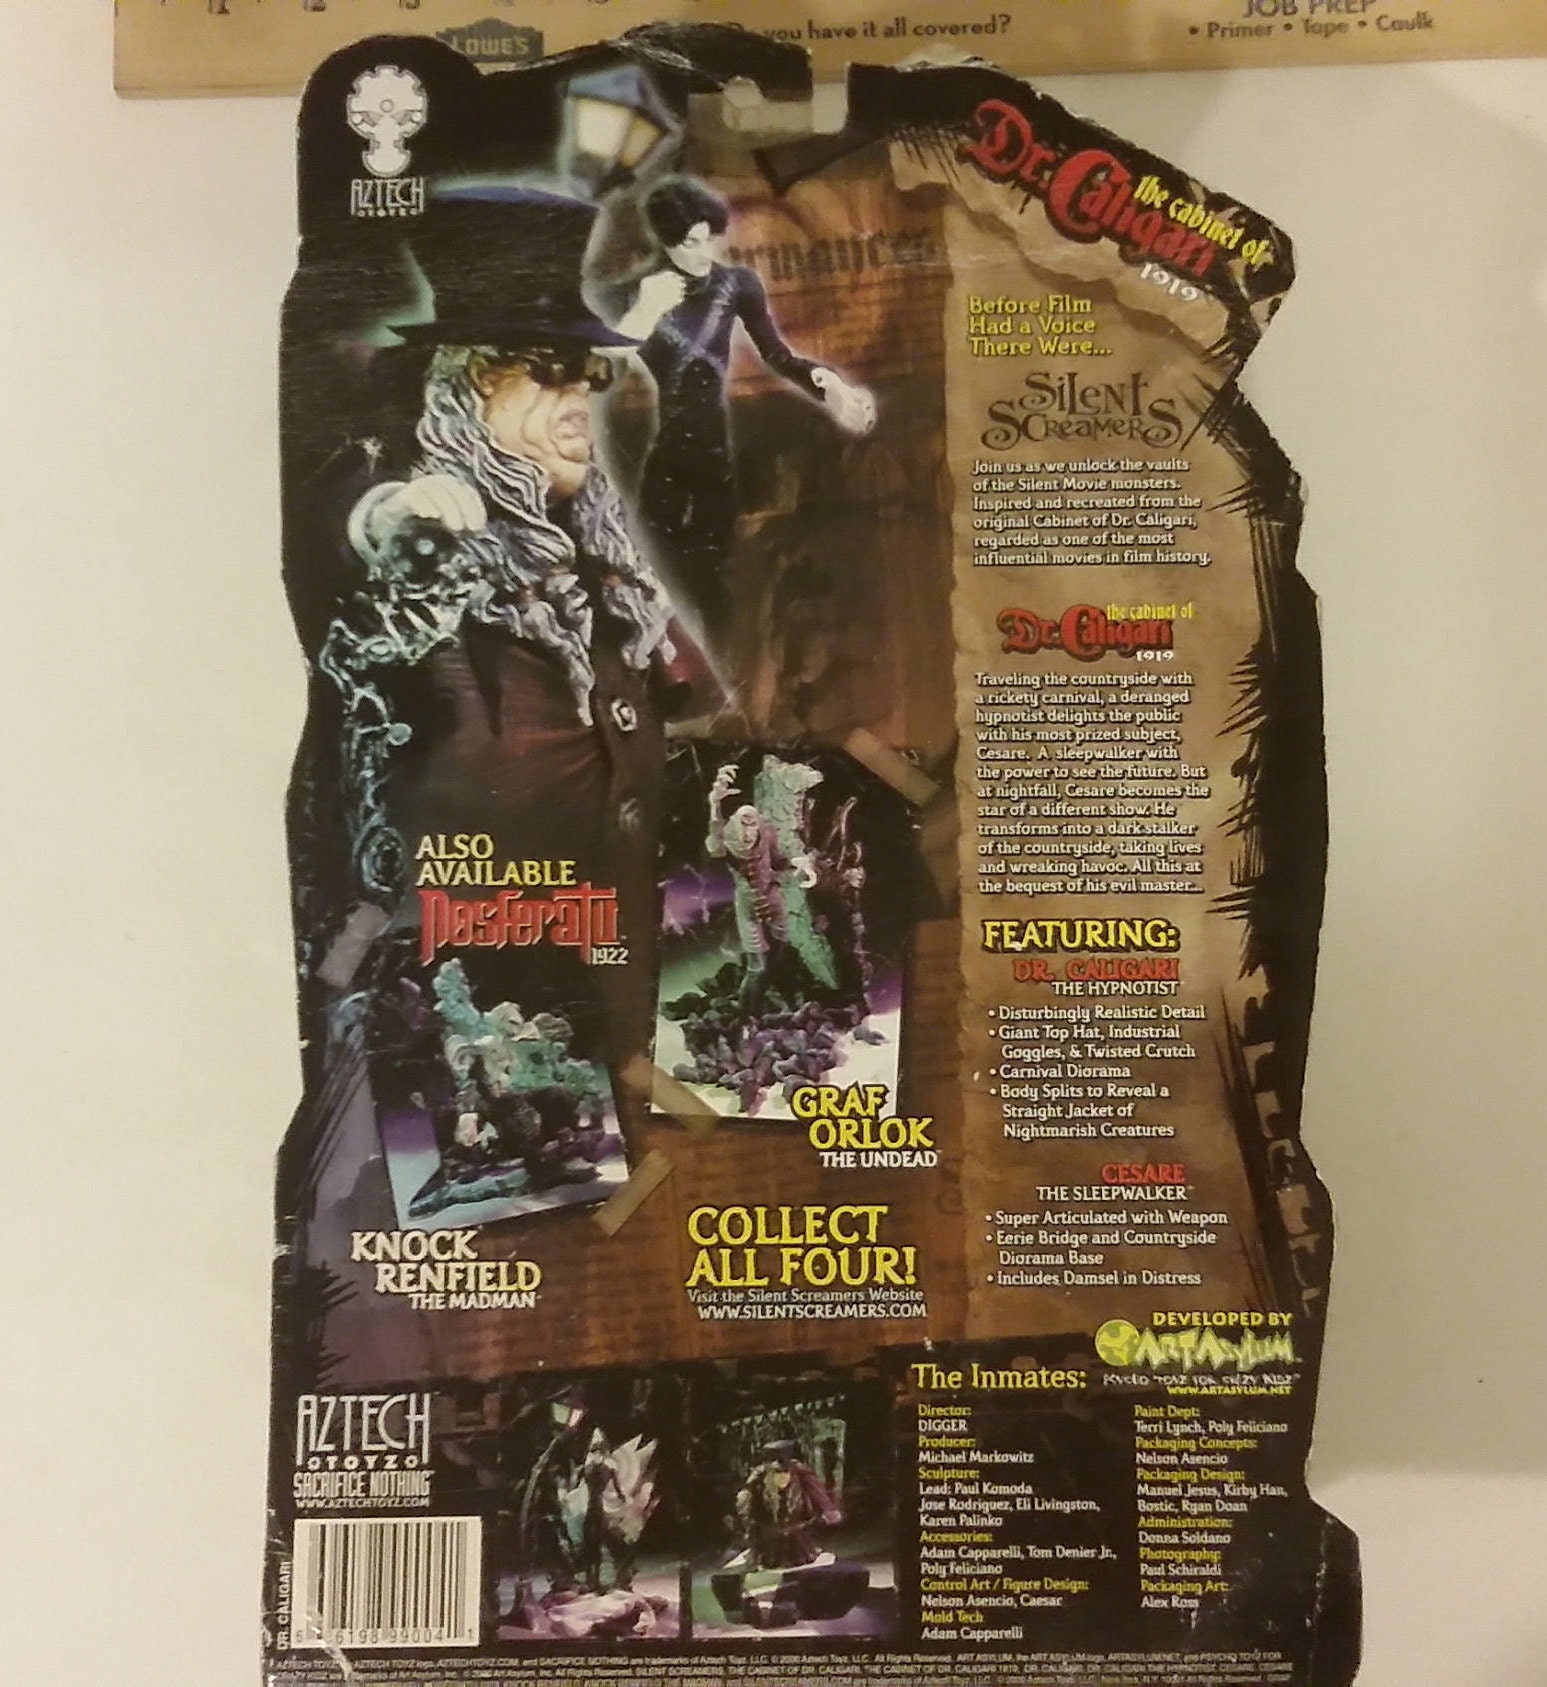 LOWE'S
you have it all covered?
JOB PREP
• Primer • Tape • Caulk
AZTECH
TOYZ
Dr. Caligari
the cabinet of
1919
Before Film
Had a Voice
There Were...
Silent
Screamers
Join us as we unlock the vaults
of the Silent Movie monsters.
Inspired and recreated from the
original Cabinet of Dr. Caligari,
regarded as one of the most
influential movies in film history.
the cabinet of
Dr. Caligari
1919
Traveling the countryside with
a rickety carnival, a deranged
hypnotist delights the public
with his most prized subject,
Cesare. A sleepwalker with
the power to see the future. But
at nightfall, Cesare becomes the
star of a different show. He
transforms into a dark stalker
of the countryside, taking lives
and wreaking havoc. All this at
the bequest of his evil master...
FEATURING:
DR. CALIGARI
THE HYPNOTIST
• Disturbingly Realistic Detail
• Giant Top Hat, Industrial
Goggles, & Twisted Crutch
• Carnival Diorama
• Body Splits to Reveal a
Straight Jacket of
Nightmarish Creatures
CESARE
THE SLEEPWALKER™
• Super Articulated with Weapon
• Eerie Bridge and Countryside
Diorama Base
• Includes Damsel in Distress
ALSO
AVAILABLE
Nosferatu
1922
GRAF
ORLOK
THE UNDEAD™
KNOCK
RENFIELD
THE MADMAN™
COLLECT
ALL FOUR!
Visit the Silent Screamers Website
WWW.SILENTSCREAMERS.COM
DEVELOPED BY
ART ASYLUM
WWW.ARTASYLUM.NET
The Inmates:
Director:
DIGGER
Producer:
Michael Markowitz
Sculpture:
Lead: Paul Komoda
Jose Rodriguez, Eli Livingston,
Karen Palinko
Accessories:
Adam Capparelli, Tom Denier Jr.,
Poly Feliciano
Control Art / Figure Design:
Nelson Asencio, Caesar
Mold Tech
Adam Capparelli
Paint Dept:
Terri Lynch, Poly Feliciano
Packaging Concepts:
Nelson Asencio
Packaging Design:
Manuel Jesus, Kirby Han,
Bostic, Ryan Doan
Administration:
Donna Soldano
Photography:
Paul Schiraldi
Packaging Art:
Alex Ross
AZTECH
TOYZ
SACRIFICE NOTHING™
WWW.AZTECHTOYZ.COM
DR. CALIGARI
99004 1